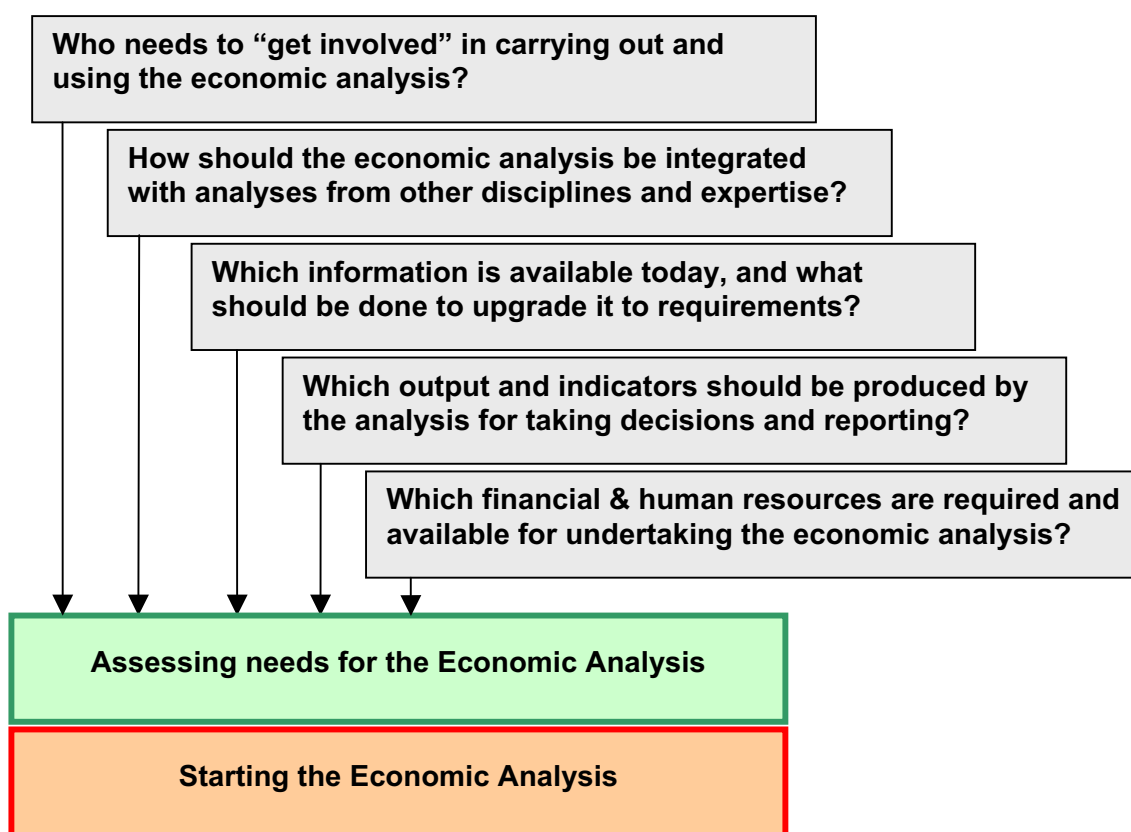 Who needs to “get involved” in carrying out and
using the economic analysis?
How should the economic analysis be integrated
with analyses from other disciplines and expertise?
Which information is available today, and what
should be done to upgrade it to requirements?
Which output and indicators should be produced by
the analysis for taking decisions and reporting?
Which financial & human resources are required and
available for undertaking the economic analysis?
Assessing needs for the Economic Analysis
Starting the Economic Analysis